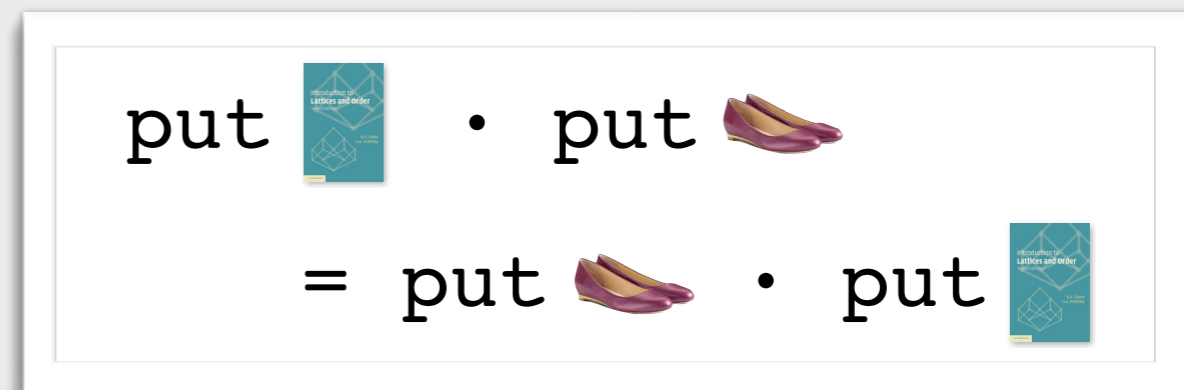 put Introduction to Lattices and Order · put
= put · put Introduction to Lattices and Order